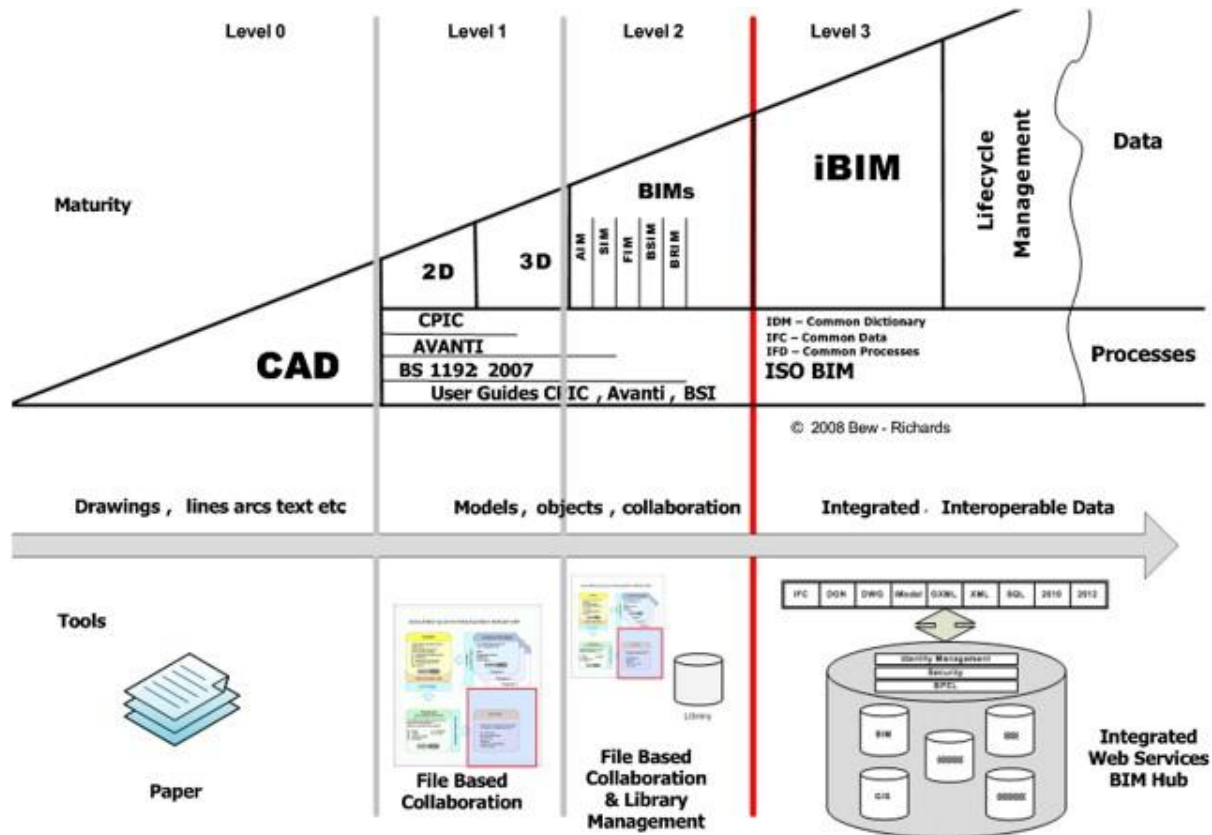 Level 0
Level 1
Level 2
Level 3
Maturity
CAD
2D
3D
BIMs
AIM
SIM
FIM
BSIM
BRIM
iBIM
Lifecycle
Management
Data
CPIC
AVANTI
BS 1192: 2007
User Guides CPIC , Avanti , BSI
IDM – Common Dictionary
IFC – Common Data
IFD – Common Processes
ISO BIM
Processes
© 2008 Bew - Richards
Drawings , lines arcs text etc
Models , objects , collaboration
Integrated , Interoperable Data
Tools
Paper
File Based
Collaboration
Library
File Based
Collaboration
& Library
Management
IFC
DGN
DWG
iModel
GXML
XML
SQL
2010
2012
Identity Management
Security
BPEL
BIM
GIS
Integrated
Web Services
BIM Hub